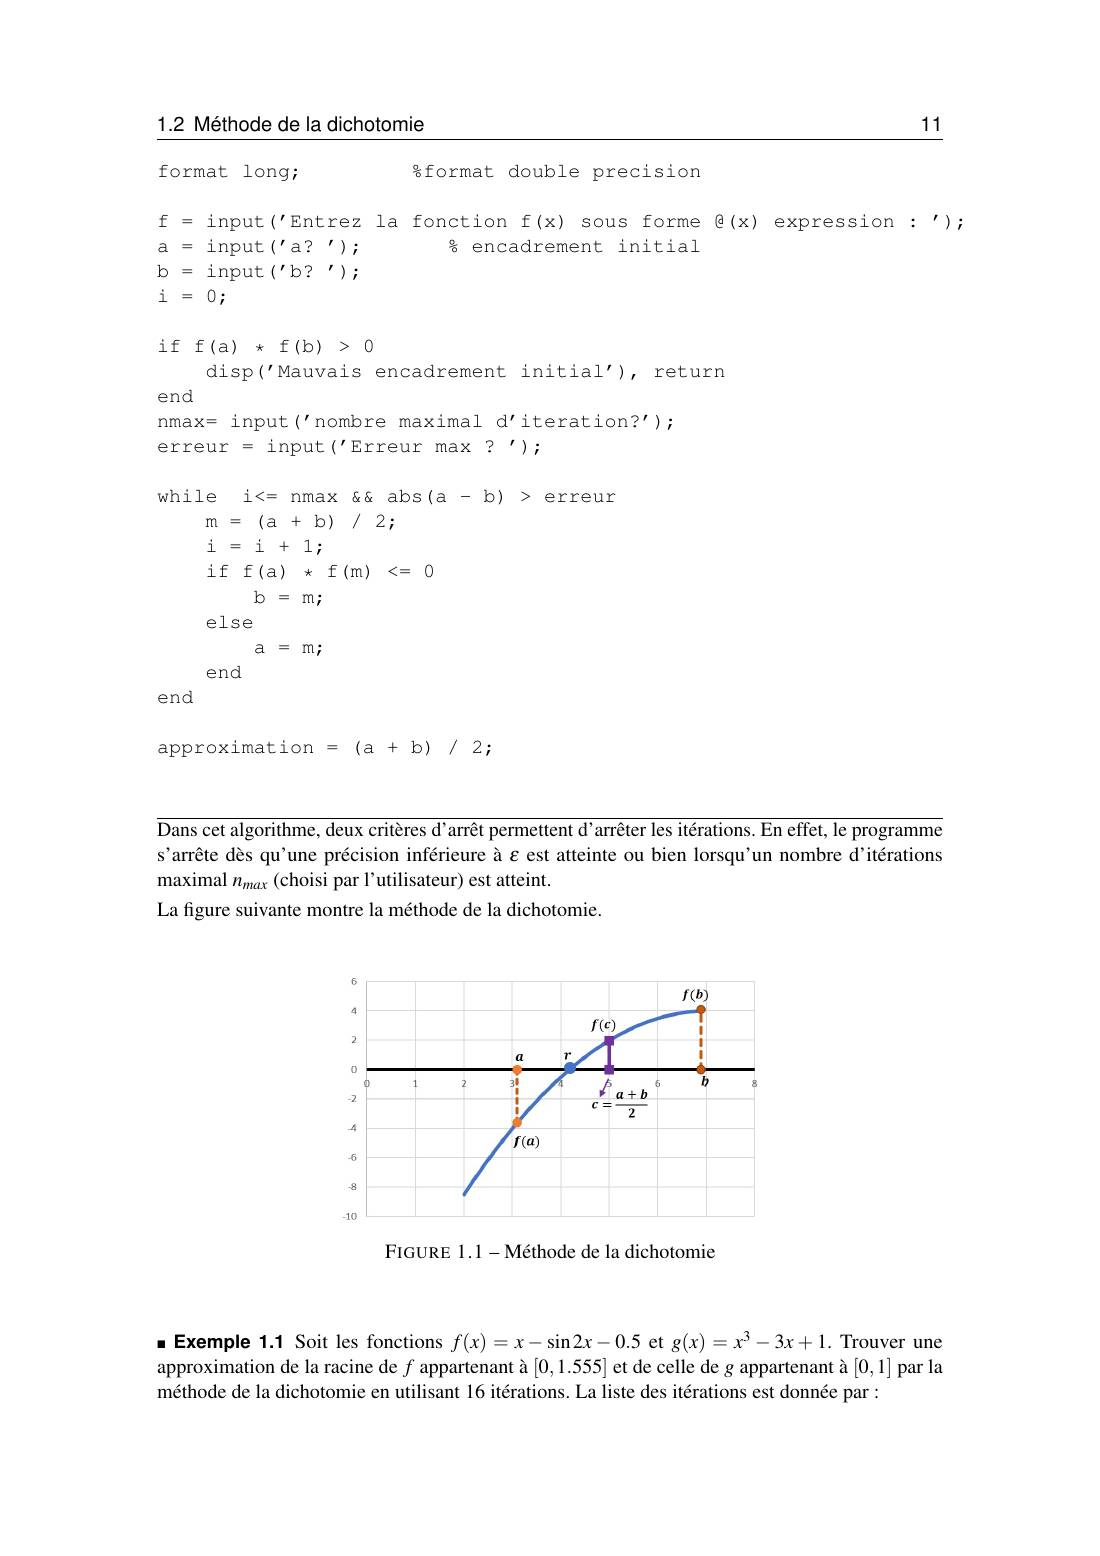 1.2 Méthode de la dichotomie 11
format long; %format double precision
f = input('Entrez la fonction f(x) sous forme @(x) expression : ');
a = input('a? '); % encadrement initial
b = input('b? ');
i = 0;
if f(a) * f(b) > 0
disp('Mauvais encadrement initial'), return
end
nmax= input('nombre maximal d'iteration?');
erreur = input('Erreur max ? ');
while i<= nmax && abs(a - b) > erreur
m = (a + b) / 2;
i = i + 1;
if f(a) * f(m) <= 0
b = m;
else
a = m;
end
end
approximation = (a + b) / 2;
Dans cet algorithme, deux critères d'arrêt permettent d'arrêter les itérations. En effet, le programme
s'arrête dès qu'une précision inférieure à ε est atteinte ou bien lorsqu'un nombre d'itérations
maximal n_max (choisi par l'utilisateur) est atteint.
La figure suivante montre la méthode de la dichotomie.
6
f(b)
4
f(c)
2
a r
0
0 1 2 3 4 5 6 b 8
-2
c = a + b / 2
-4
f(a)
-6
-8
-10
FIGURE 1.1 – Méthode de la dichotomie
■ Exemple 1.1 Soit les fonctions f(x) = x − sin 2x − 0.5 et g(x) = x³ − 3x + 1. Trouver une
approximation de la racine de f appartenant à [0, 1.555] et de celle de g appartenant à [0, 1] par la
méthode de la dichotomie en utilisant 16 itérations. La liste des itérations est donnée par :